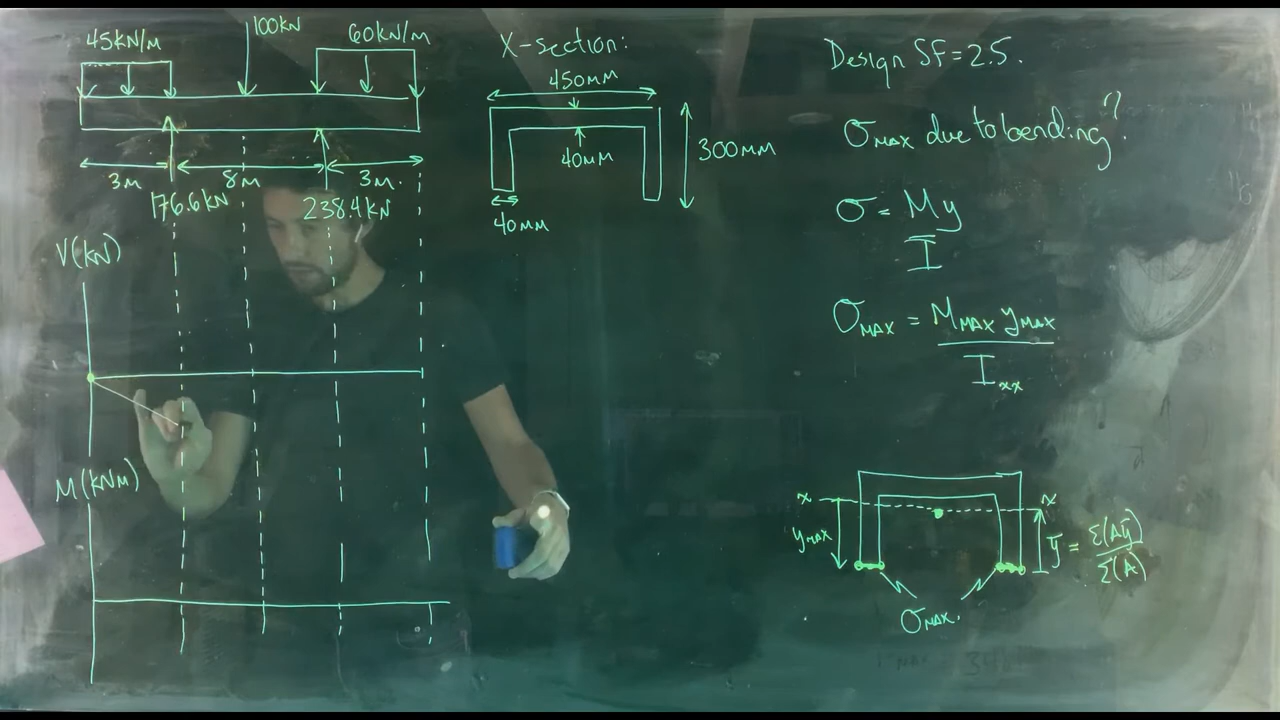 45KN/M
100KN
60KN/M
3M
8M
3M.
176.6KN
238.4KN
V(KN)
M(KNM)
X-section:
450MM
40MM
300MM
40MM
Design SF=2.5.
σMAX due to bending?
σ = My
I
σMAX = MMAX yMAX
Ixx
x
x
yMAX
ȳ = Σ(Aȳ)
Σ(A)
σMAX.